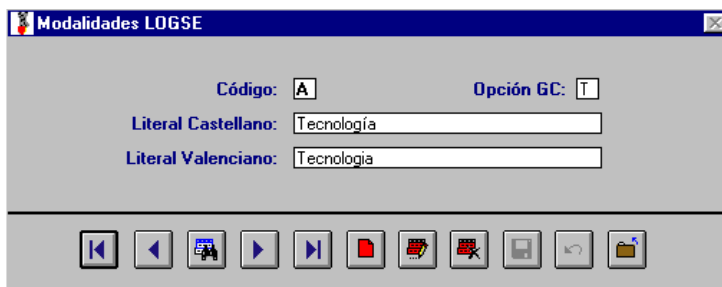 Modalidades LOGSE
Código: A Opción GC: T
Literal Castellano: Tecnología
Literal Valenciano: Tecnologia